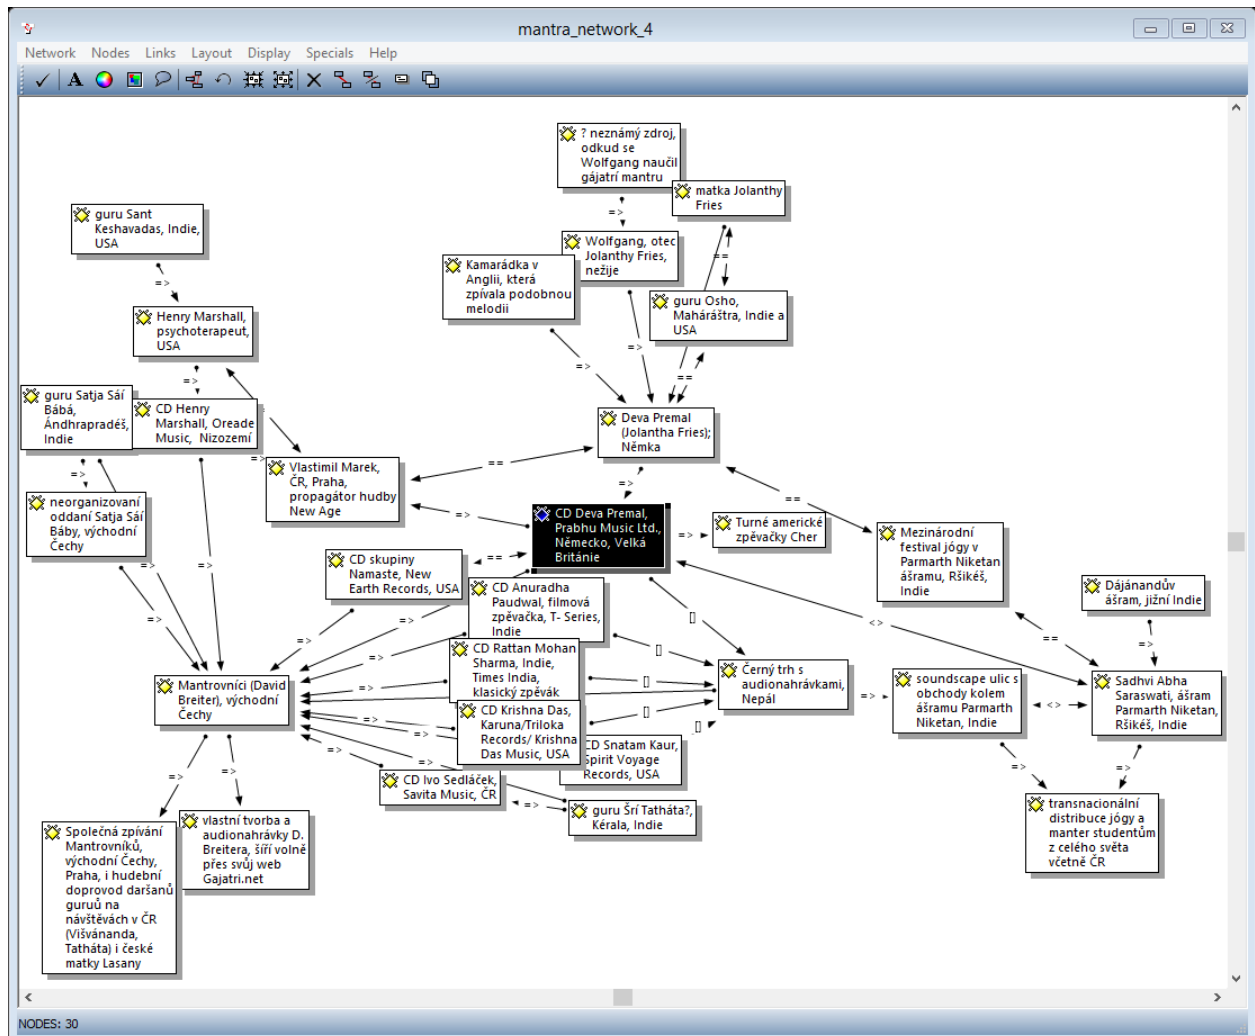 mantra_network_4
Network Nodes Links Layout Display Specials Help
? neznámý zdroj,
odkud se
Wolfgang naučil
gájatrí mantru
matka Jolanthy
Fries
guru Sant
Keshavadas, Indie,
USA
=>
==
=>
Wolfgang, otec
Jolanthy Fries,
nežije
Kamarádka v
Anglii, která
zpívala podobnou
melodii
guru Osho,
Maháráštra, Indie a
USA
Henry Marshall,
psychoterapeut,
USA
=>
=>
=>
==
guru Satja Sáí
Bábá,
Ándhrapradéš,
Indie
CD Henry
Marshall, Oreade
Music, Nizozemí
Deva Premal
(Jolantha Fries);
Němka
=>
=>
==
=>
==
Vlastimil Marek,
ČR, Praha,
propagátor hudby
New Age
neorganizovaní
oddaní Satja Sáí
Báby, východní
Čechy
CD Deva Premal,
Prabhu Music Ltd.,
Německo, Velká
Británie
=>
=>
Turné americké
zpěvačky Cher
Mezinárodní
festival jógy v
Parmarth Niketan
ášramu, Ršikéš,
Indie
CD skupiny
Namaste, New
Earth Records, USA
==
CD Anuradha
Paudwal, filmová
zpěvačka, T- Series,
Indie
Dájánandův
ášram, jižní Indie
=>
=>
=>
=>
[]
<>
==
=>
CD Rattan Mohan
Sharma, Indie,
Times India,
klasický zpěvák
=>
[]
Mantrovníci (David
Breiter), východní
Čechy
=>
[]
Černý trh s
audionahrávkami,
Nepál
=>
soundscape ulic s
obchody kolem
ášramu Parmarth
Niketan, Indie
<>
Sadhvi Abha
Saraswati, ášram
Parmarth Niketan,
Ršikéš, Indie
CD Krishna Das,
Karuna/Triloka
Records/ Krishna
Das Music, USA
=>
=>
=>
[]
[]
CD Snatam Kaur,
Spirit Voyage
Records, USA
=>
=>
=>
=>
CD Ivo Sedláček,
Savita Music, ČR
=>
guru Šrí Tatháta?,
Kérala, Indie
transnacionální
distribuce jógy a
manter studentům
z celého světa
včetně ČR
Společná zpívání
Mantrovníků,
východní Čechy,
Praha, i hudební
doprovod daršanů
guruů na
návštěvách v ČR
(Višvánanda,
Tatháta) i české
matky Lasany
vlastní tvorba a
audionahrávky D.
Breitera, šíří volně
přes svůj web
Gajatri.net
NODES: 30